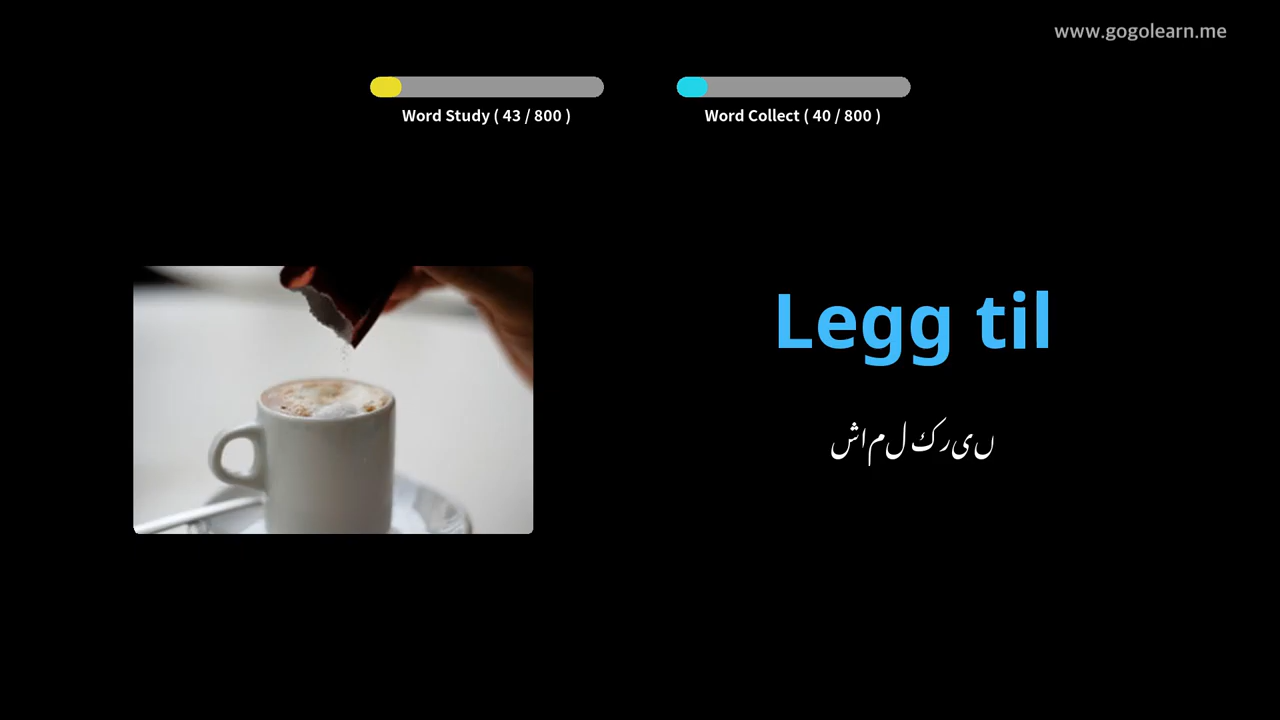 www.gogolearn.me
Word Study ( 43 / 800 )
Word Collect ( 40 / 800 )
Legg til
شامل کریں